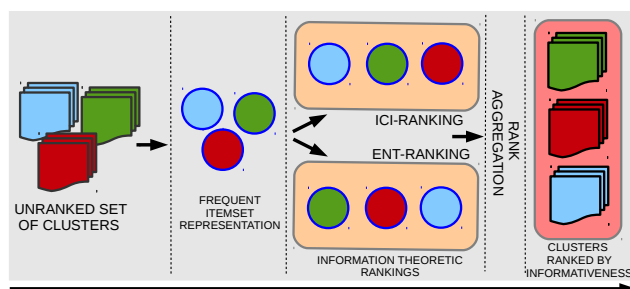 UNRANKED SET
OF CLUSTERS
FREQUENT
ITEMSET
REPRESENTATION
ICI-RANKING
ENT-RANKING
INFORMATION THEORETIC
RANKINGS
RANK
AGGREGATION
CLUSTERS
RANKED BY
INFORMATIVENESS